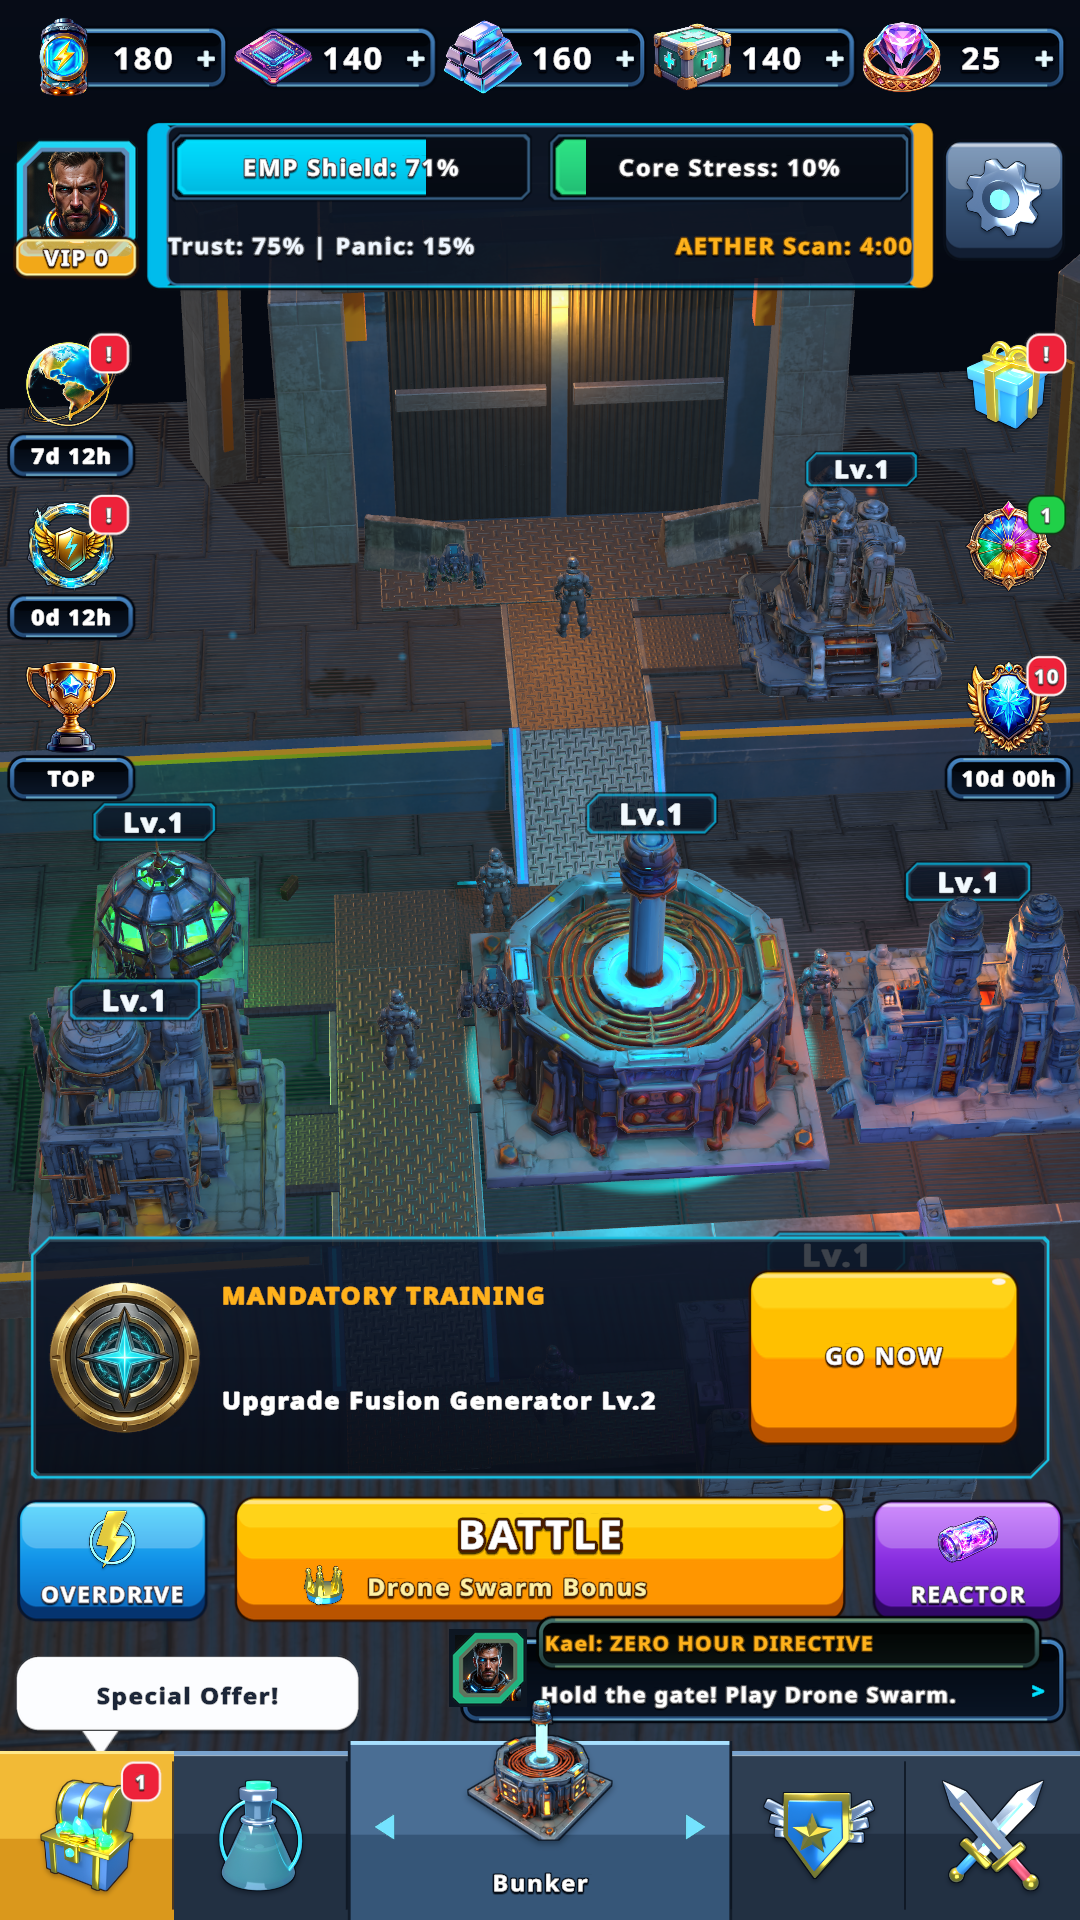 180 + 140 + 160 + 140 + 25 +
EMP Shield: 71% Core Stress: 10%
VIP 0
Trust: 75% | Panic: 15% AETHER Scan: 4:00
!
!
7d 12h
Lv.1
!
1
0d 12h
10
TOP
10d 00h
Lv.1
Lv.1
Lv.1
Lv.1
Lv.1
MANDATORY TRAINING
Upgrade Fusion Generator Lv.2
GO NOW
OVERDRIVE
BATTLE
Drone Swarm Bonus
REACTOR
Kael: ZERO HOUR DIRECTIVE
Hold the gate! Play Drone Swarm. >
Special Offer!
1
Bunker